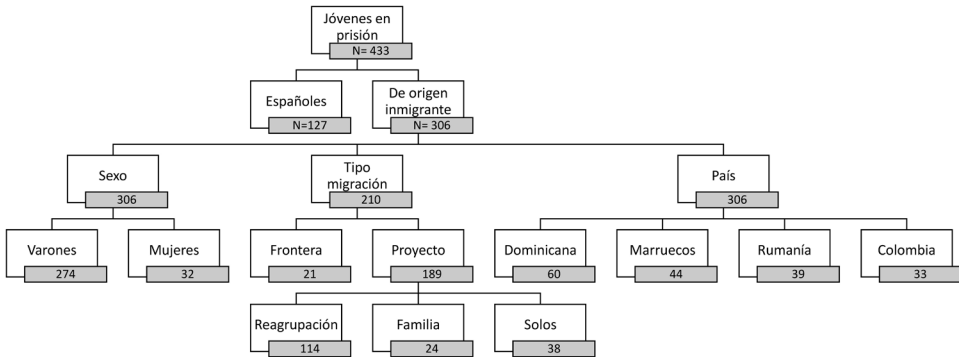 Jóvenes en
prisión
N= 433
Españoles
N=127
De origen
inmigrante
N= 306
Sexo
306
Tipo
migración
210
País
306
Varones
274
Mujeres
32
Frontera
21
Proyecto
189
Dominicana
60
Marruecos
44
Rumanía
39
Colombia
33
Reagrupación
114
Familia
24
Solos
38